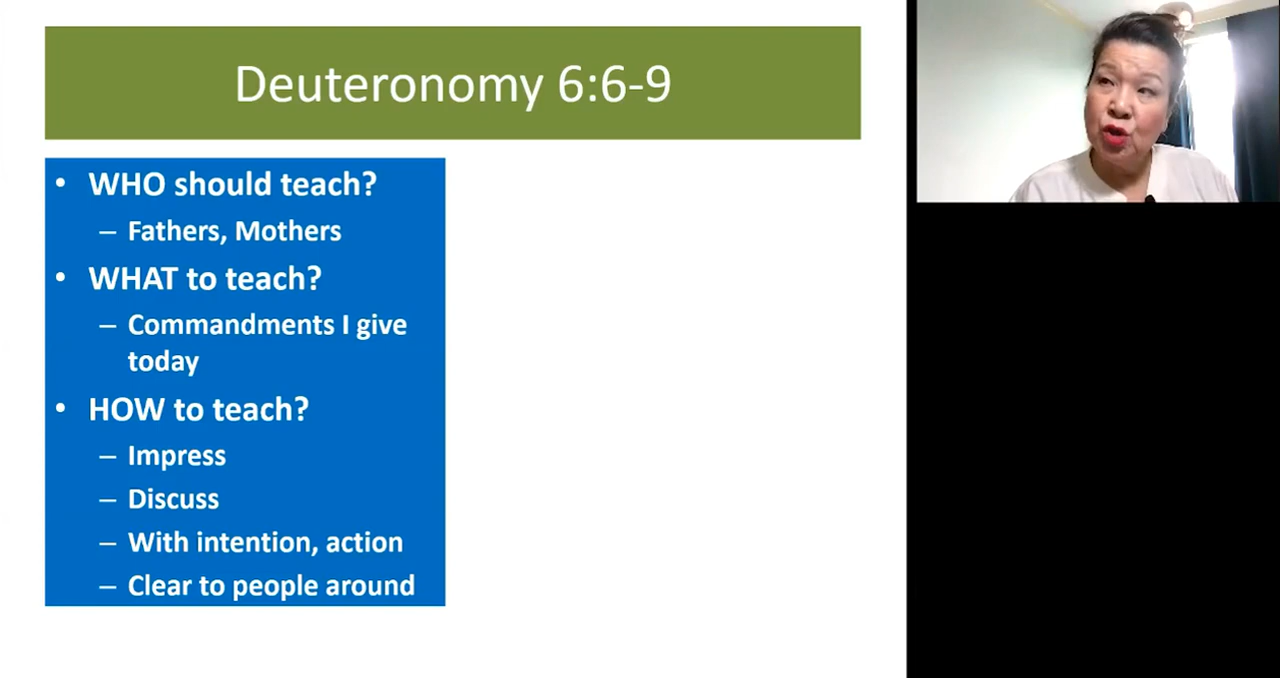 Deuteronomy 6:6-9
• WHO should teach?
– Fathers, Mothers
• WHAT to teach?
– Commandments I give
today
• HOW to teach?
– Impress
– Discuss
– With intention, action
– Clear to people around